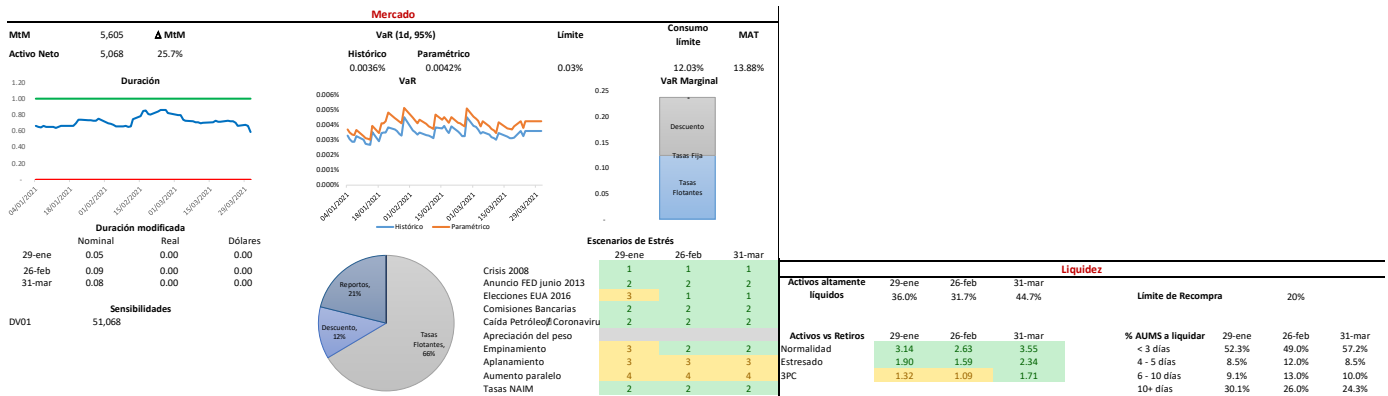 Mercado
MtM 5,605 Δ MtM
Activo Neto 5,068 25.7%
VaR (1d, 95%) Límite Consumo límite MAT
Histórico Paramétrico
0.0036% 0.0042% 0.03% 12.03% 13.88%
Duración
1.20
1.00
0.80
0.60
0.40
0.20
-
04/01/2021 18/01/2021 01/02/2021 15/02/2021 01/03/2021 15/03/2021 29/03/2021
VaR
0.006%
0.005%
0.004%
0.003%
0.002%
0.001%
0.000%
04/01/2021 18/01/2021 01/02/2021 15/02/2021 01/03/2021 15/03/2021 29/03/2021
Histórico Paramétrico
VaR Marginal
0.25
0.20
0.15
0.10
0.05
-
Descuento
Tasas Fija
Tasas
Flotantes
Duración modificada
Nominal Real Dólares
29-ene 0.05 0.00 0.00
26-feb 0.09 0.00 0.00
31-mar 0.08 0.00 0.00
Sensibilidades
DV01 51,068
Reportos,
21%
Descuento,
12%
Tasas
Flotantes,
66%
Escenarios de Estrés
29-ene 26-feb 31-mar
Crisis 2008 1 1 1
Anuncio FED junio 2013 2 2 2
Elecciones EUA 2016 3 1 1
Comisiones Bancarias 2 2 2
Caída Petróleo/ Coronaviru 2 2 2
Apreciación del peso
Empinamiento 3 2 2
Aplanamiento 3 3 3
Aumento paralelo 4 4 4
Tasas NAIM 2 2 2
Liquidez
Activos altamente
líquidos
29-ene 26-feb 31-mar
36.0% 31.7% 44.7%
Límite de Recompra 20%
Activos vs Retiros 29-ene 26-feb 31-mar
Normalidad 3.14 2.63 3.55
Estresado 1.90 1.59 2.34
3PC 1.32 1.09 1.71
% AUMS a liquidar 29-ene 26-feb 31-mar
< 3 días 52.3% 49.0% 57.2%
4 - 5 días 8.5% 12.0% 8.5%
6 - 10 días 9.1% 13.0% 10.0%
10+ días 30.1% 26.0% 24.3%